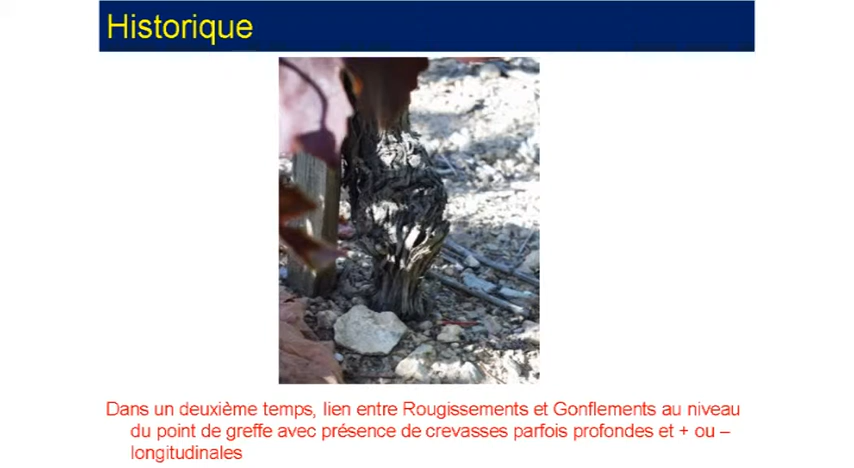 Historique
Dans un deuxième temps, lien entre Rougissements et Gonflements au niveau
du point de greffe avec présence de crevasses parfois profondes et + ou –
longitudinales